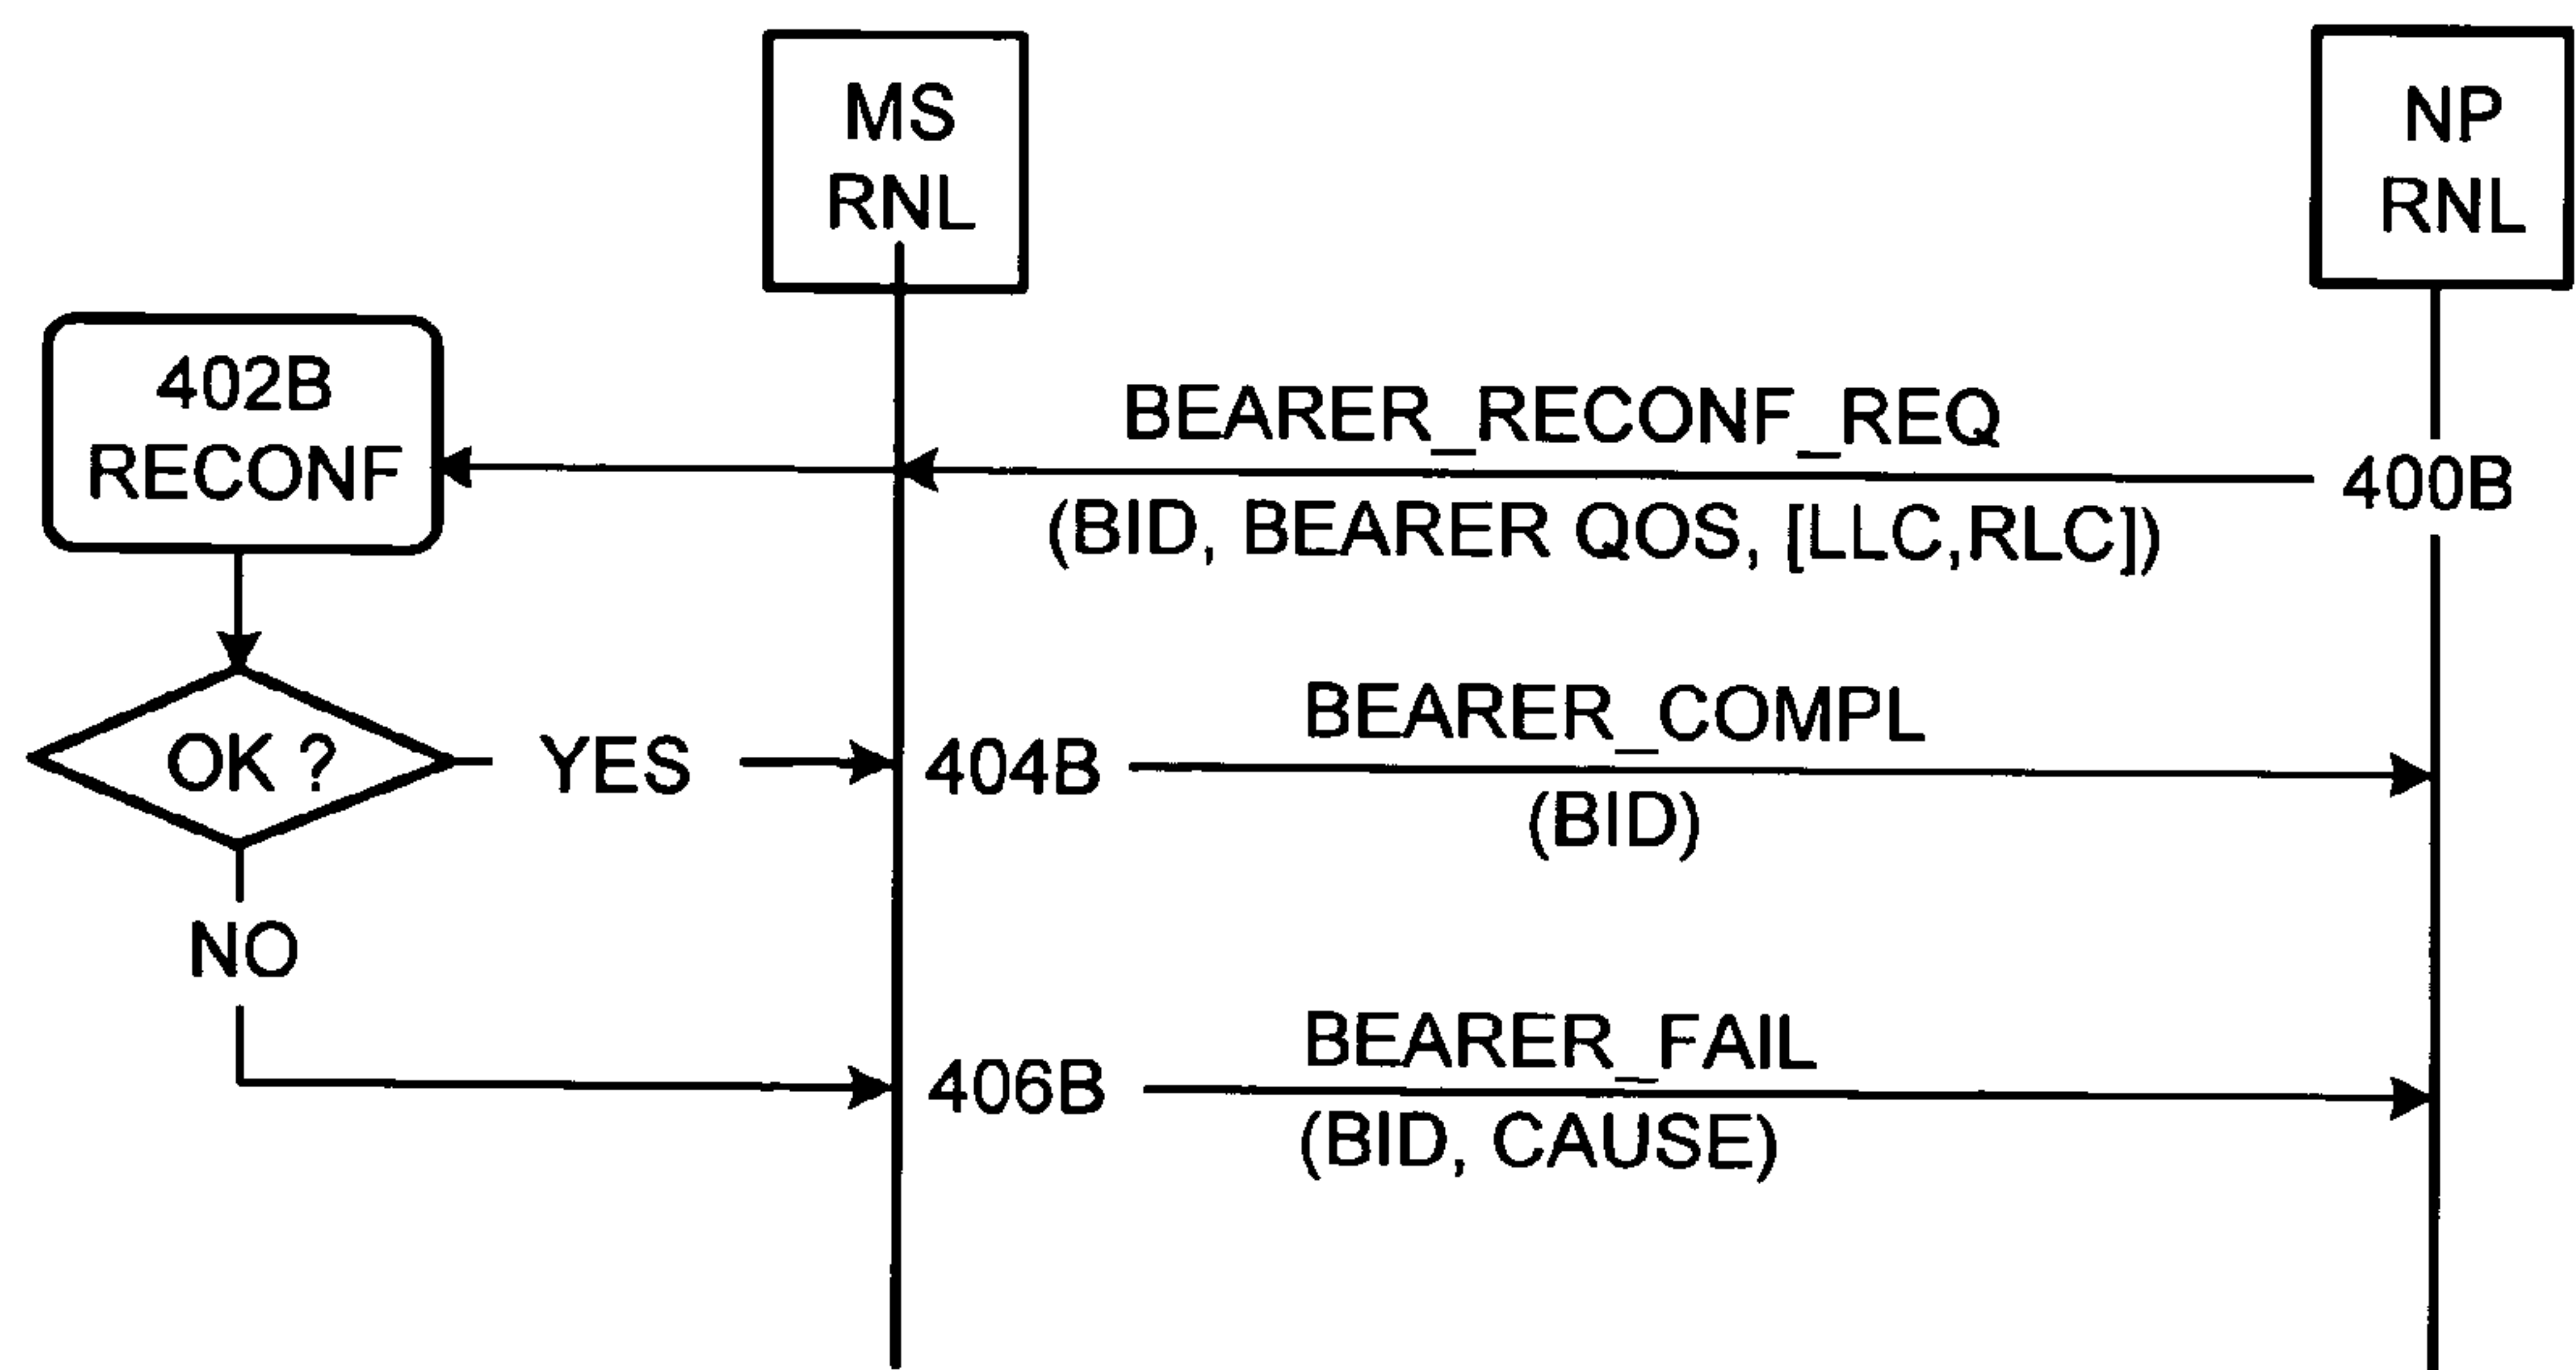 MS
RNL
NP
RNL
402B
RECONF
BEARER_RECONF_REQ
400B
(BID, BEARER QOS, [LLC,RLC])
OK ?
YES
404B
BEARER_COMPL
(BID)
NO
406B
BEARER_FAIL
(BID, CAUSE)